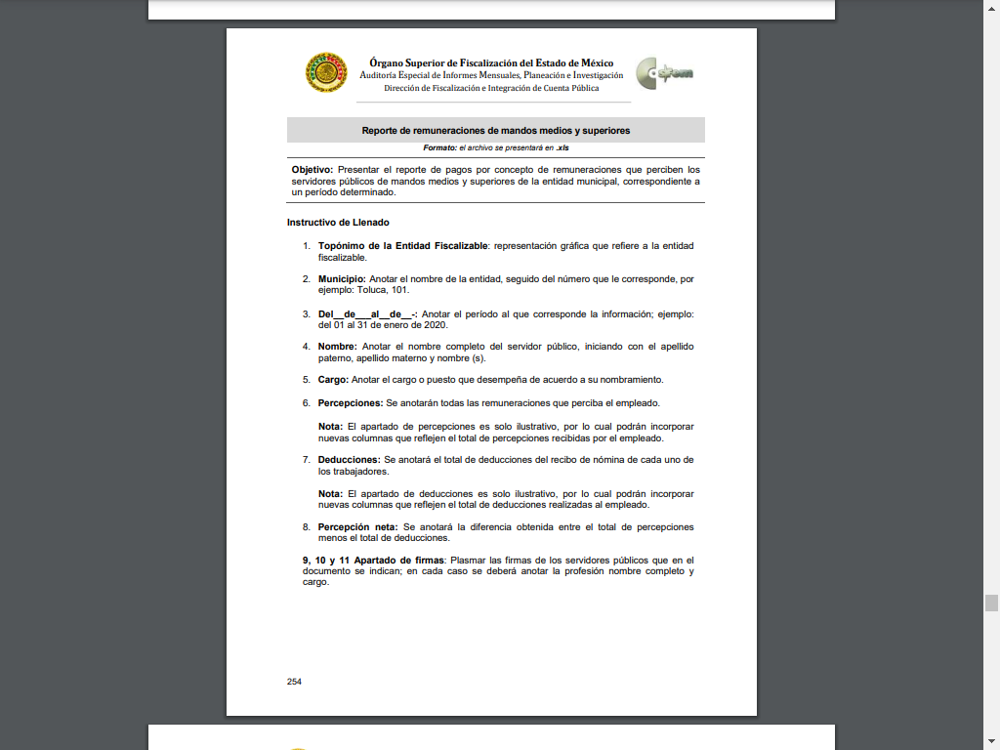 Órgano Superior de Fiscalización del Estado de México
Auditoría Especial de Informes Mensuales, Planeación e Investigación
Dirección de Fiscalización e Integración de Cuenta Pública
osfem
Reporte de remuneraciones de mandos medios y superiores
Formato: el archivo se presentará en .xls
Objetivo: Presentar el reporte de pagos por concepto de remuneraciones que perciben los
servidores públicos de mandos medios y superiores de la entidad municipal, correspondiente a
un período determinado.
Instructivo de Llenado
1. Topónimo de la Entidad Fiscalizable: representación gráfica que refiere a la entidad
fiscalizable.
2. Municipio: Anotar el nombre de la entidad, seguido del número que le corresponde, por
ejemplo: Toluca, 101.
3. Del__de___al__de__-: Anotar el período al que corresponde la información; ejemplo:
del 01 al 31 de enero de 2020.
4. Nombre: Anotar el nombre completo del servidor público, iniciando con el apellido
paterno, apellido materno y nombre (s).
5. Cargo: Anotar el cargo o puesto que desempeña de acuerdo a su nombramiento.
6. Percepciones: Se anotarán todas las remuneraciones que perciba el empleado.
Nota: El apartado de percepciones es solo ilustrativo, por lo cual podrán incorporar
nuevas columnas que reflejen el total de percepciones recibidas por el empleado.
7. Deducciones: Se anotará el total de deducciones del recibo de nómina de cada uno de
los trabajadores.
Nota: El apartado de deducciones es solo ilustrativo, por lo cual podrán incorporar
nuevas columnas que reflejen el total de deducciones realizadas al empleado.
8. Percepción neta: Se anotará la diferencia obtenida entre el total de percepciones
menos el total de deducciones.
9, 10 y 11 Apartado de firmas: Plasmar las firmas de los servidores públicos que en el
documento se indican; en cada caso se deberá anotar la profesión nombre completo y
cargo.
254